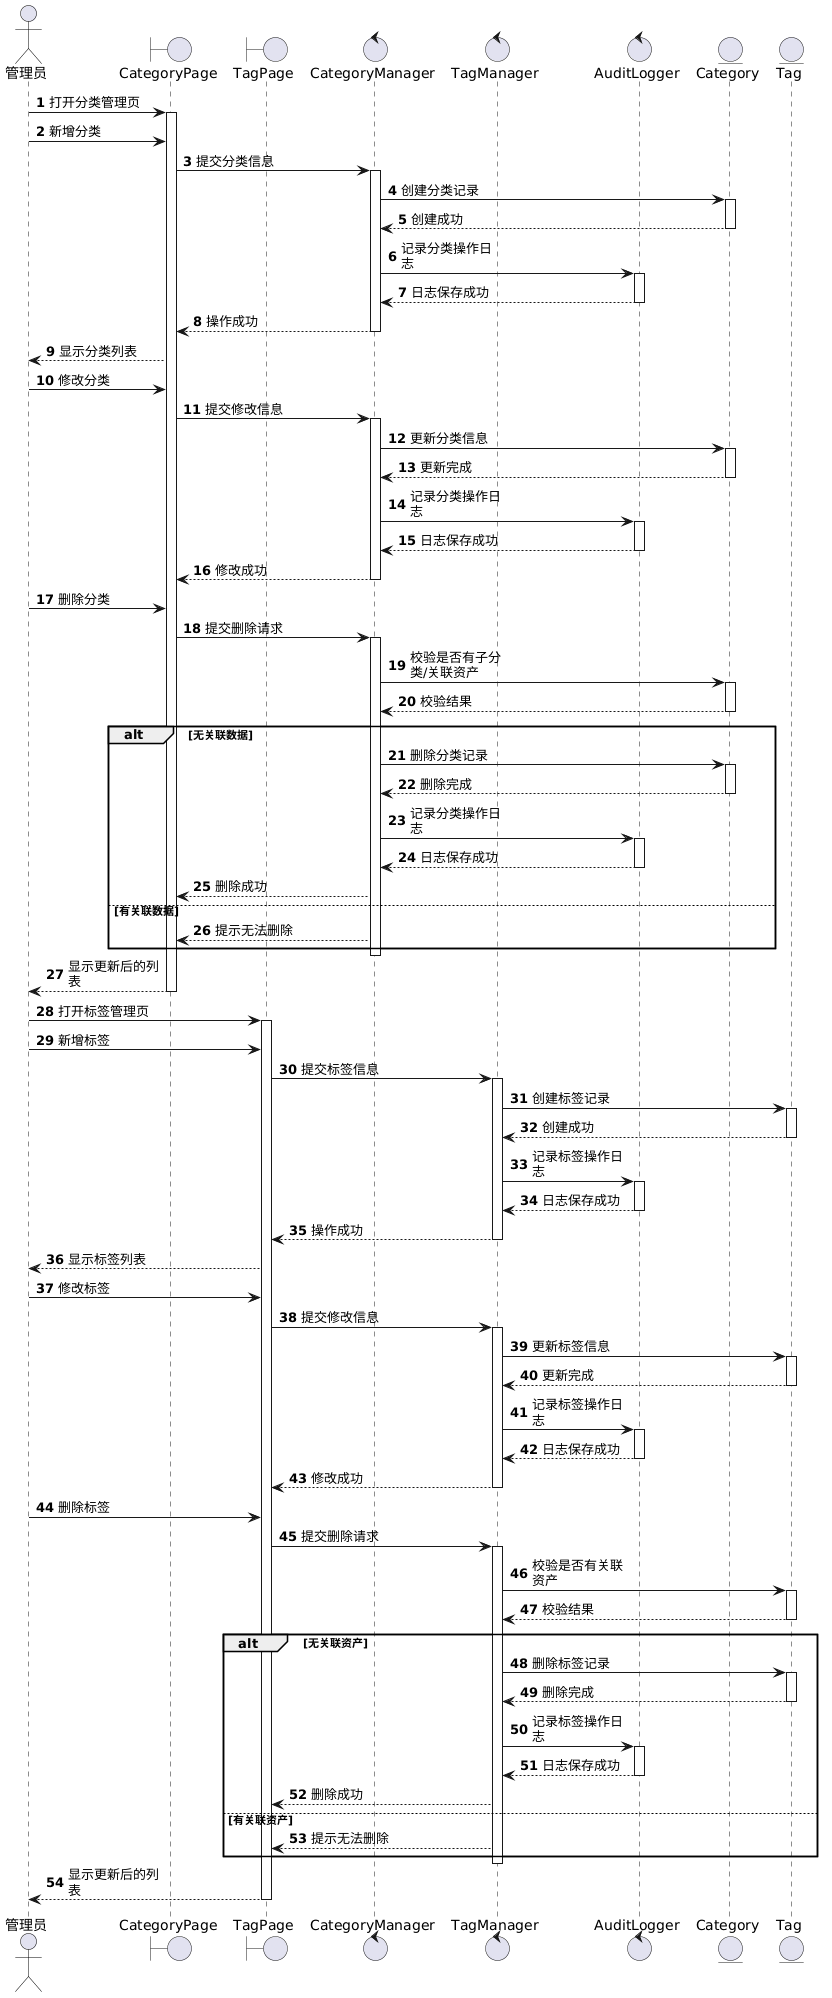 管理员
CategoryPage
TagPage
CategoryManager
TagManager
AuditLogger
Category
Tag
1 打开分类管理页
2 新增分类
3 提交分类信息
4 创建分类记录
5 创建成功
6 记录分类操作日
志
7 日志保存成功
8 操作成功
9 显示分类列表
10 修改分类
11 提交修改信息
12 更新分类信息
13 更新完成
14 记录分类操作日
志
15 日志保存成功
16 修改成功
17 删除分类
18 提交删除请求
19 校验是否有子分
类/关联资产
20 校验结果
alt [无关联数据]
21 删除分类记录
22 删除完成
23 记录分类操作日
志
24 日志保存成功
25 删除成功
[有关联数据]
26 提示无法删除
27 显示更新后的列
表
28 打开标签管理页
29 新增标签
30 提交标签信息
31 创建标签记录
32 创建成功
33 记录标签操作日
志
34 日志保存成功
35 操作成功
36 显示标签列表
37 修改标签
38 提交修改信息
39 更新标签信息
40 更新完成
41 记录标签操作日
志
42 日志保存成功
43 修改成功
44 删除标签
45 提交删除请求
46 校验是否有关联
资产
47 校验结果
alt [无关联资产]
48 删除标签记录
49 删除完成
50 记录标签操作日
志
51 日志保存成功
52 删除成功
[有关联资产]
53 提示无法删除
54 显示更新后的列
表
管理员
CategoryPage
TagPage
CategoryManager
TagManager
AuditLogger
Category
Tag